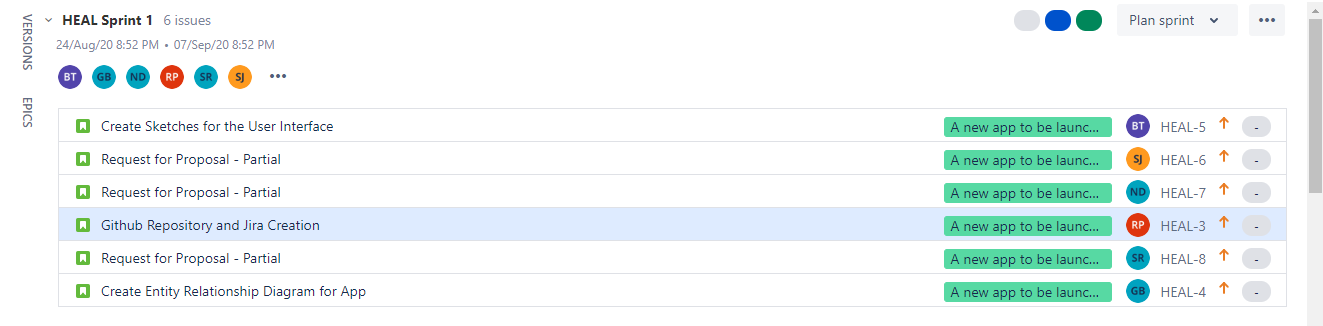 VERSIONS
EPICS
HEAL Sprint 1 6 issues
Plan sprint
24/Aug/20 8:52 PM • 07/Sep/20 8:52 PM
BT GB ND RP SR SJ
Create Sketches for the User Interface A new app to be launc... BT HEAL-5 -
Request for Proposal - Partial A new app to be launc... SJ HEAL-6 -
Request for Proposal - Partial A new app to be launc... ND HEAL-7 -
Github Repository and Jira Creation A new app to be launc... RP HEAL-3 -
Request for Proposal - Partial A new app to be launc... SR HEAL-8 -
Create Entity Relationship Diagram for App A new app to be launc... GB HEAL-4 -